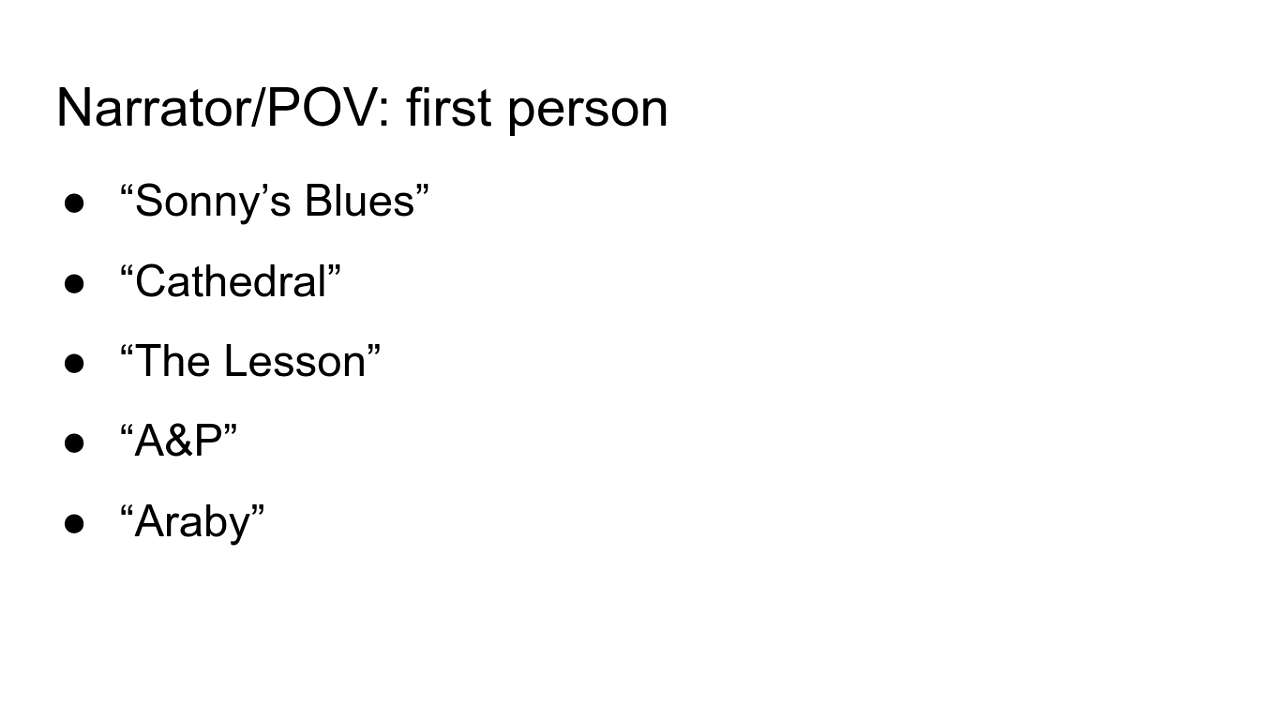 Narrator/POV: first person
● “Sonny’s Blues”
● “Cathedral”
● “The Lesson”
● “A&P”
● “Araby”